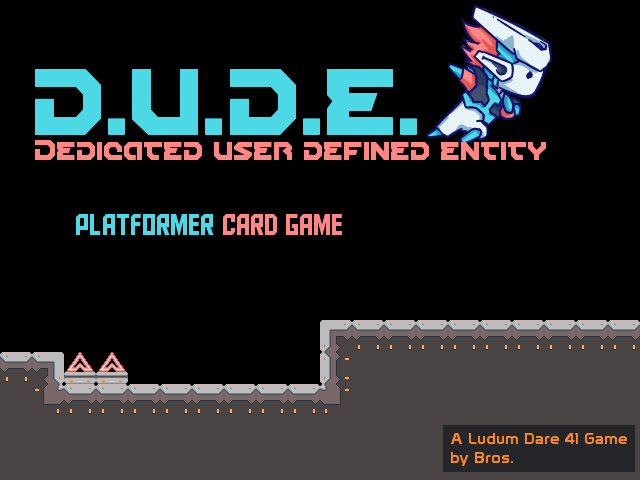 D.U.D.E.
Dedicated user defined entity
PLATFORMER CARD GAME
A Ludum Dare 41 Game
by Bros.